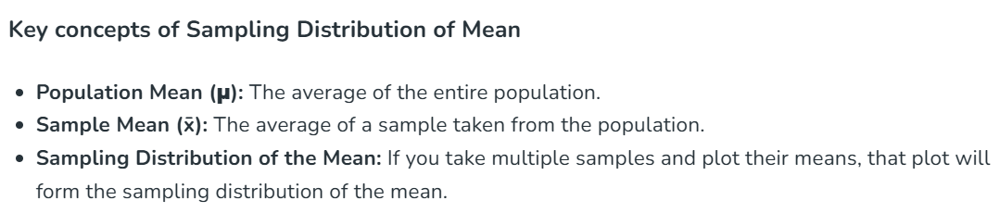 Key concepts of Sampling Distribution of Mean
• Population Mean (μ): The average of the entire population.
• Sample Mean (x̄): The average of a sample taken from the population.
• Sampling Distribution of the Mean: If you take multiple samples and plot their means, that plot will
form the sampling distribution of the mean.